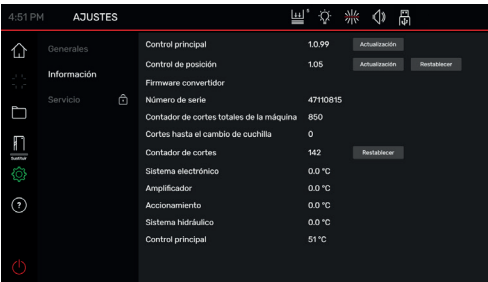 4:51 PM AJUSTES
Generales
Información
Servicio
Control principal 1.0.99 Actualización
Control de posición 1.05 Actualización Restablecer
Firmware convertidor
Número de serie 47110815
Contador de cortes totales de la máquina 850
Cortes hasta el cambio de cuchilla 0
Contador de cortes 142 Restablecer
Sistema electrónico 0.0 °C
Amplificador 0.0 °C
Accionamiento 0.0 °C
Sistema hidráulico 0.0 °C
Control principal 51 °C